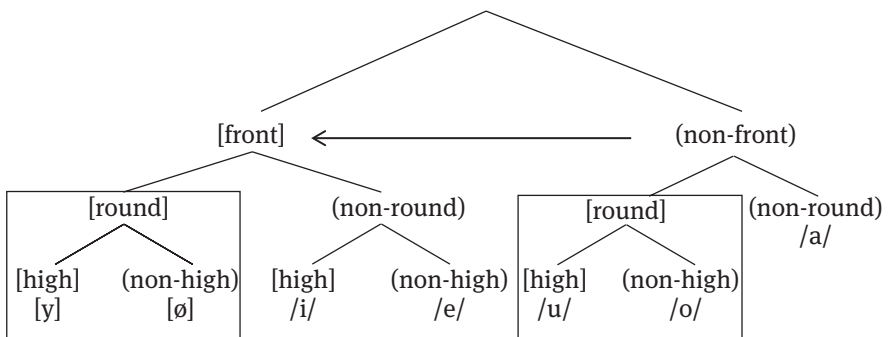 [front] (non-front)
[round] (non-round) [round] (non-round)
/a/
[high] (non-high) [high] (non-high) [high] (non-high)
[y] [ø] /i/ /e/ /u/ /o/